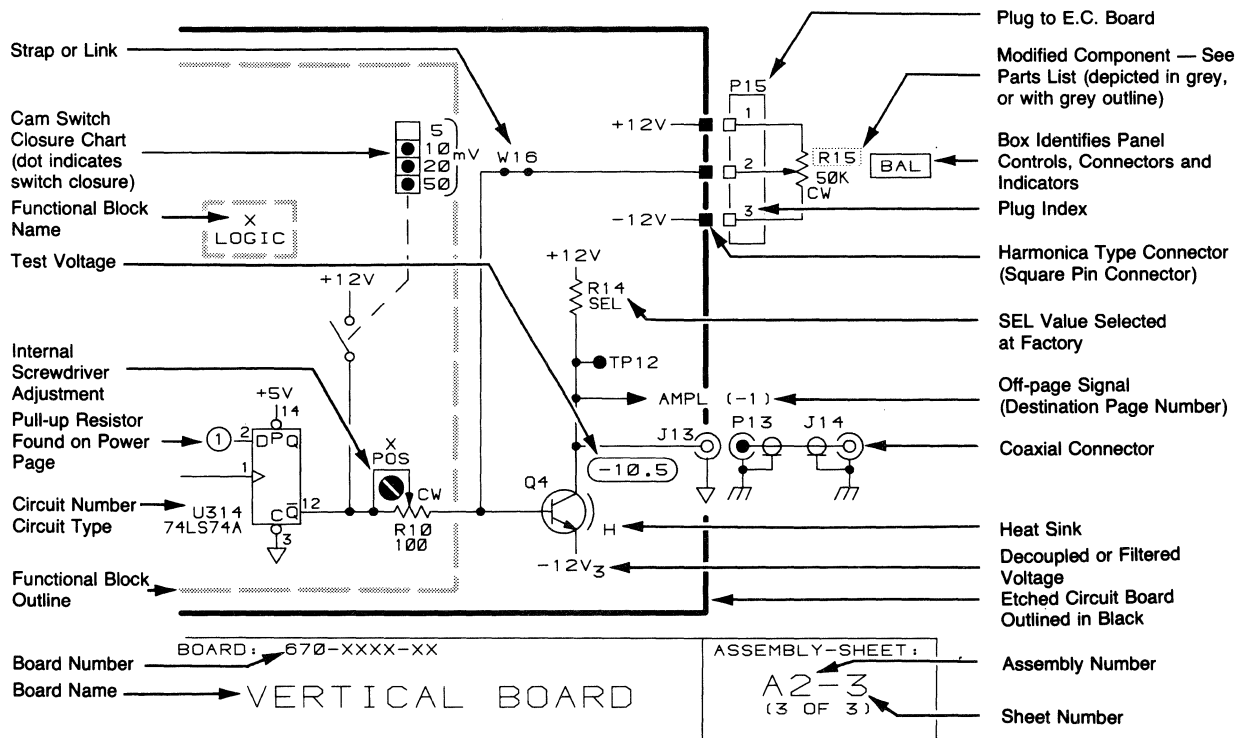 Strap or Link
Cam Switch
Closure Chart
(dot indicates
switch closure)
Functional Block
Name
Test Voltage
Internal
Screwdriver
Adjustment
Pull-up Resistor
Found on Power
Page
Circuit Number
Circuit Type
Functional Block
Outline
Board Number
Board Name
5
10
20
50
mV
W16
X
LOGIC
+12V
+5V
14
1
2
D P Q
1
C Q̅
12
3
U314
74LS74A
X
POS
CW
R10
100
+12V
R14
SEL
TP12
AMPL (-1)
-10.5
Q4
H
-12V3
+12V
-12V
P15
1
2
3
R15
50K
CW
BAL
J13
P13
J14
BOARD: 670-XXXX-XX
VERTICAL BOARD
ASSEMBLY-SHEET:
A2-3
(3 OF 3)
Plug to E.C. Board
Modified Component — See
Parts List (depicted in grey,
or with grey outline)
Box Identifies Panel
Controls, Connectors and
Indicators
Plug Index
Harmonica Type Connector
(Square Pin Connector)
SEL Value Selected
at Factory
Off-page Signal
(Destination Page Number)
Coaxial Connector
Heat Sink
Decoupled or Filtered
Voltage
Etched Circuit Board
Outlined in Black
Assembly Number
Sheet Number